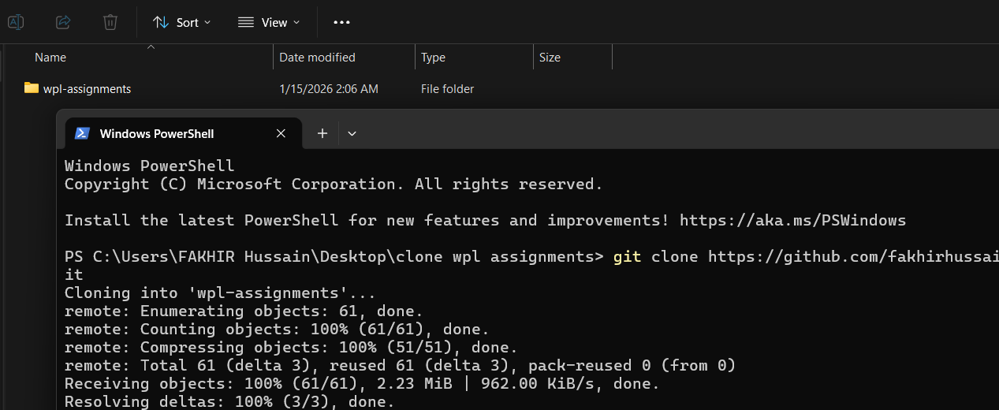 Sort
View
Name
Date modified
Type
Size
wpl-assignments
1/15/2026 2:06 AM
File folder
Windows PowerShell
Windows PowerShell
Copyright (C) Microsoft Corporation. All rights reserved.
Install the latest PowerShell for new features and improvements! https://aka.ms/PSWindows
PS C:\Users\FAKHIR Hussain\Desktop\clone wpl assignments> git clone https://github.com/fakhirhussai
it
Cloning into 'wpl-assignments'...
remote: Enumerating objects: 61, done.
remote: Counting objects: 100% (61/61), done.
remote: Compressing objects: 100% (51/51), done.
remote: Total 61 (delta 3), reused 61 (delta 3), pack-reused 0 (from 0)
Receiving objects: 100% (61/61), 2.23 MiB | 962.00 KiB/s, done.
Resolving deltas: 100% (3/3), done.